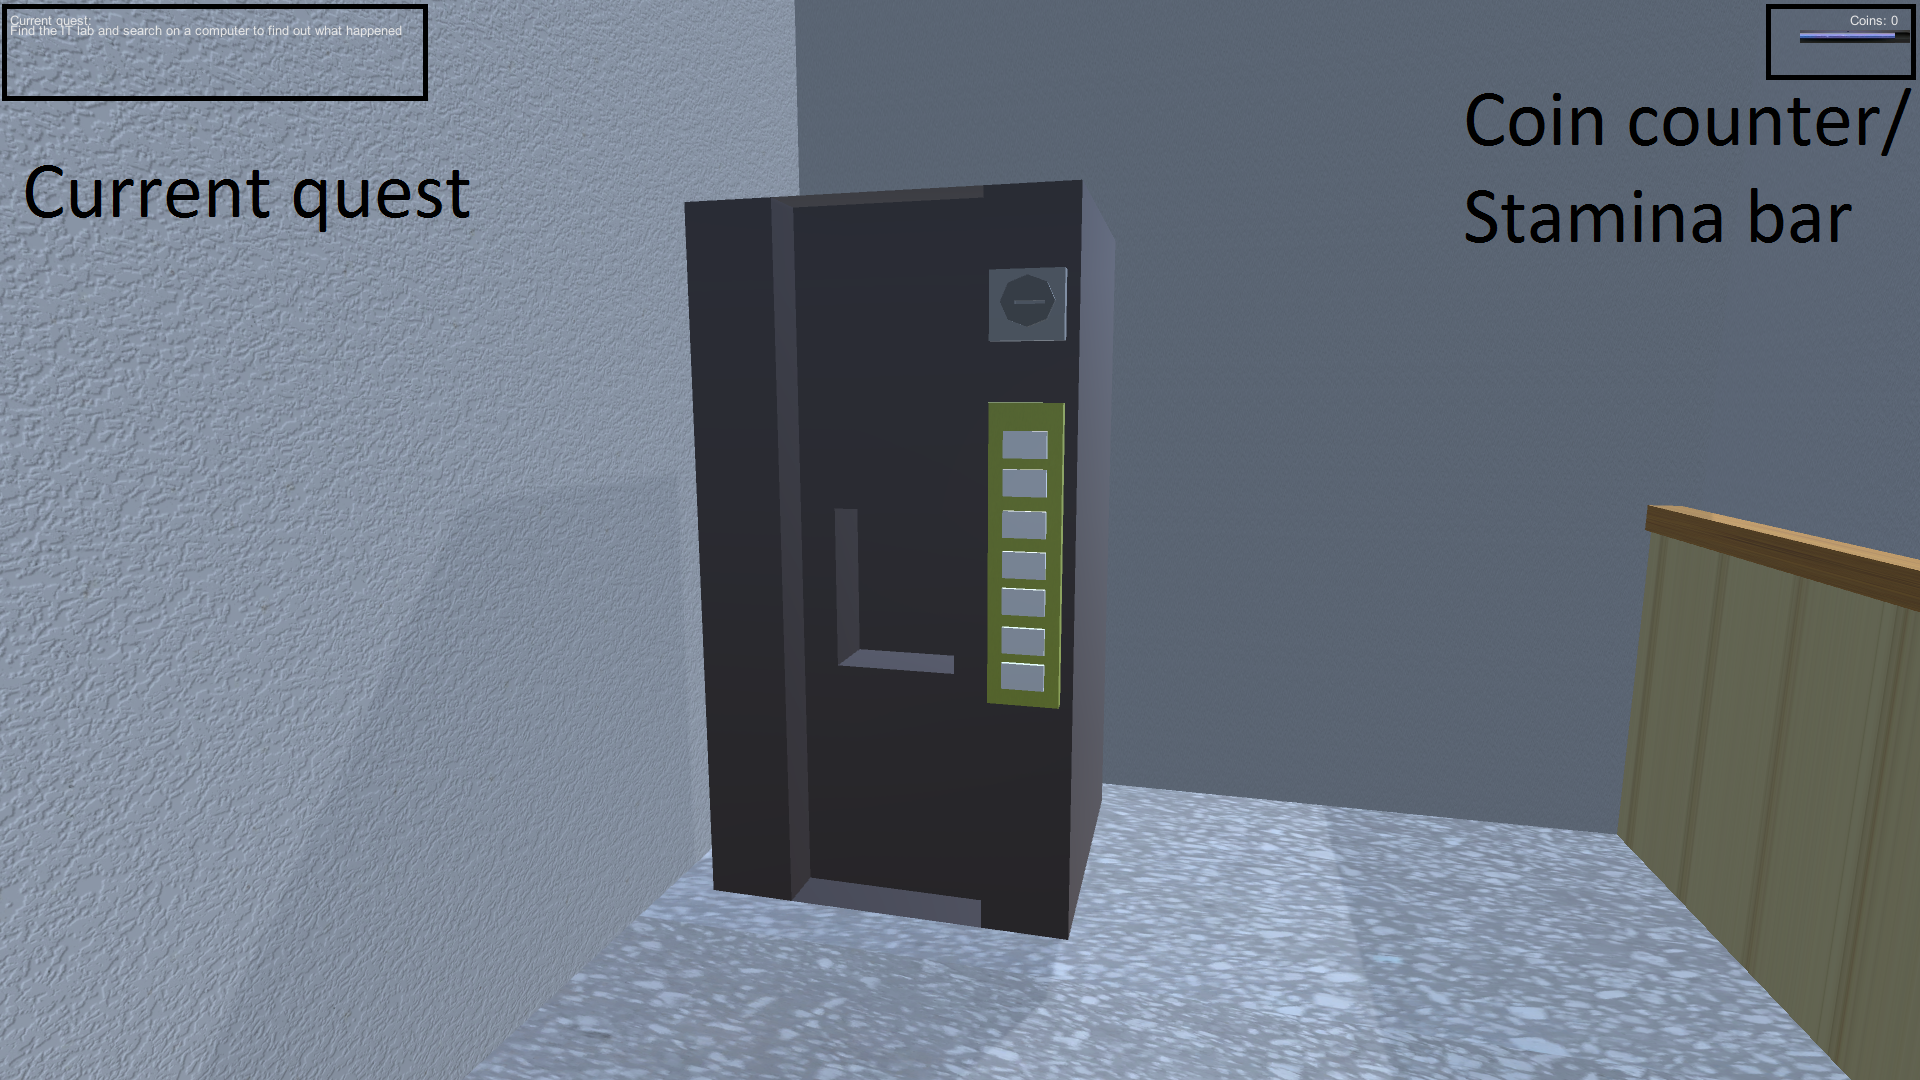 Current quest:
Find the IT lab and search on a computer to find out what happened
Coins: 0
Current quest
Coin counter/
Stamina bar